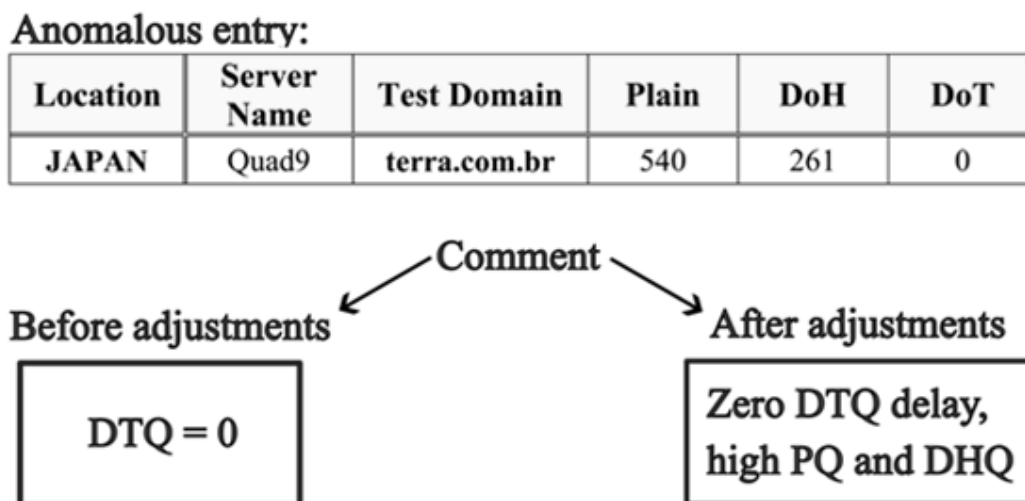 Anomalous entry:
Location Server Name Test Domain Plain DoH DoT
JAPAN Quad9 terra.com.br 540 261 0
Comment
Before adjustments
After adjustments
DTQ = 0
Zero DTQ delay,
high PQ and DHQ